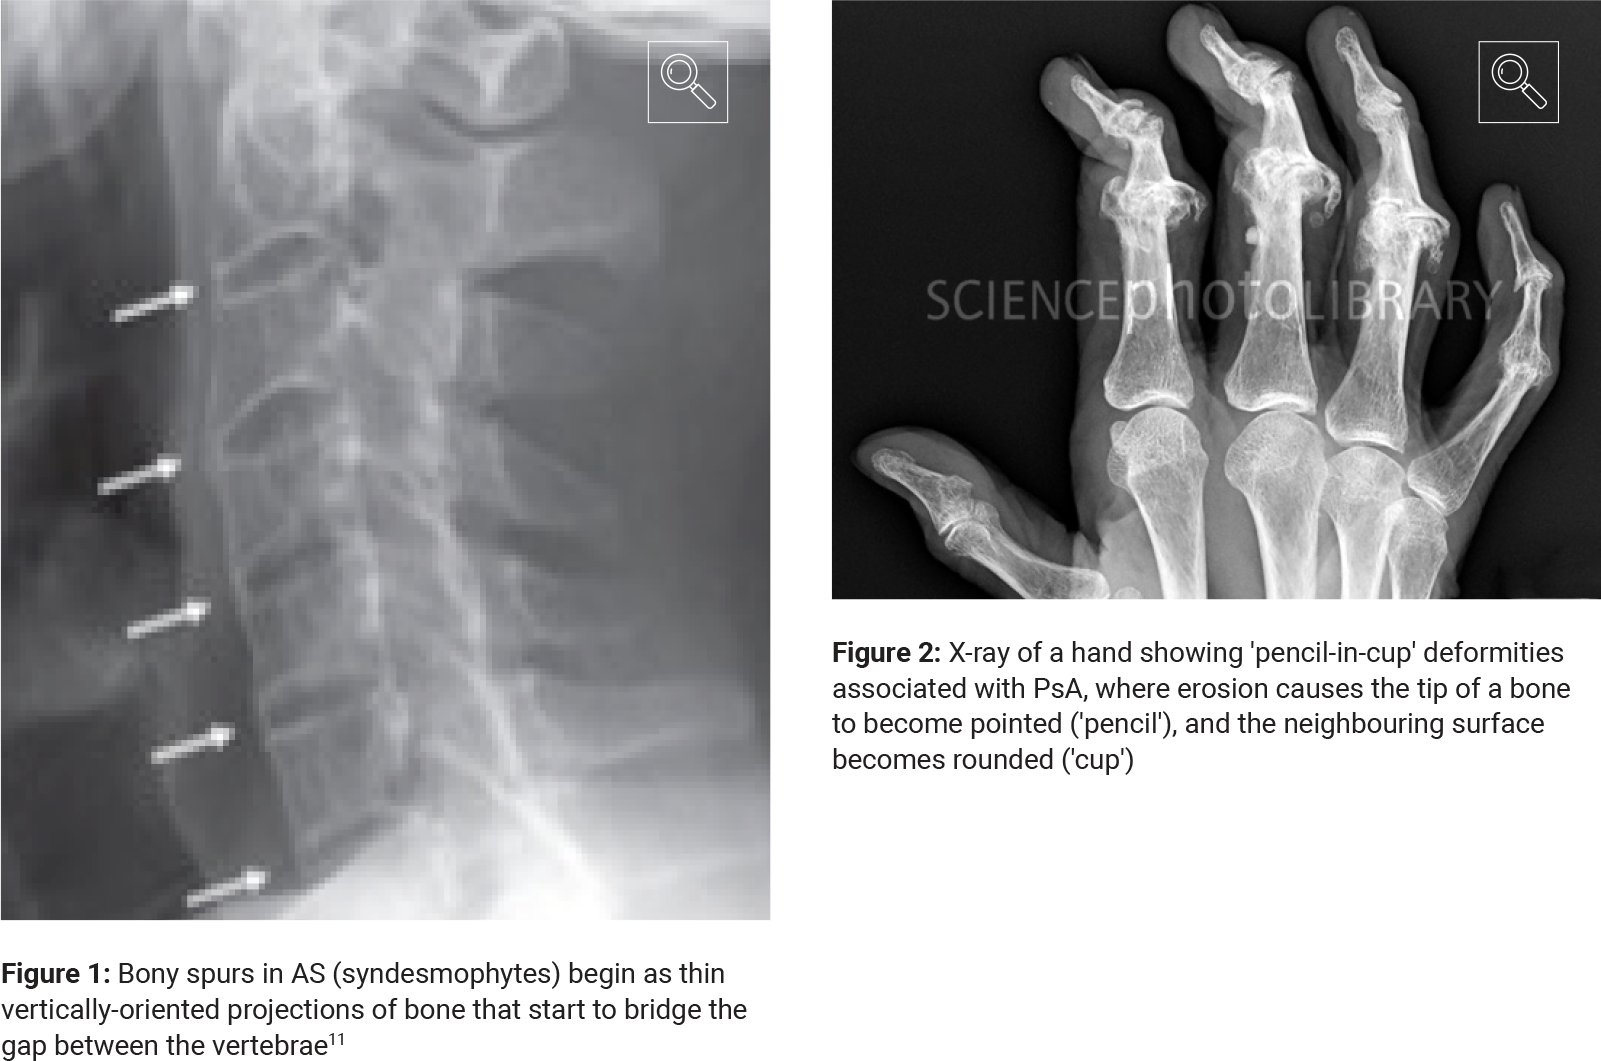 SCIENCEphotoLIBRARY
Figure 1: Bony spurs in AS (syndesmophytes) begin as thin
vertically-oriented projections of bone that start to bridge the
gap between the vertebrae11
Figure 2: X-ray of a hand showing 'pencil-in-cup' deformities
associated with PsA, where erosion causes the tip of a bone
to become pointed ('pencil'), and the neighbouring surface
becomes rounded ('cup')